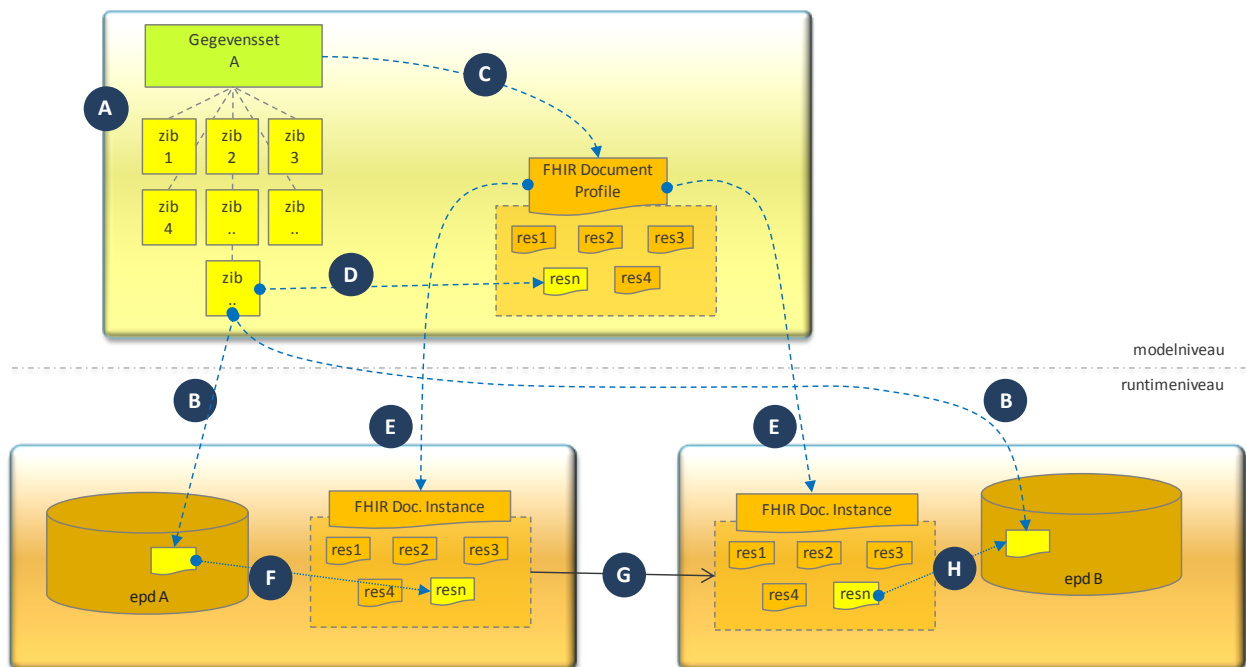 Gegevensset
A
C
A
zib
1
zib
2
zib
3
FHIR Document
Profile
zib
4
zib
..
zib
..
res1
res2
res3
zib
..
D
resn
res4
modelniveau
runtimeniveau
B
E
E
B
FHIR Doc. Instance
FHIR Doc. Instance
res1
res2
res3
res1
res2
res3
F
G
H
epd A
res4
resn
res4
resn
epd B